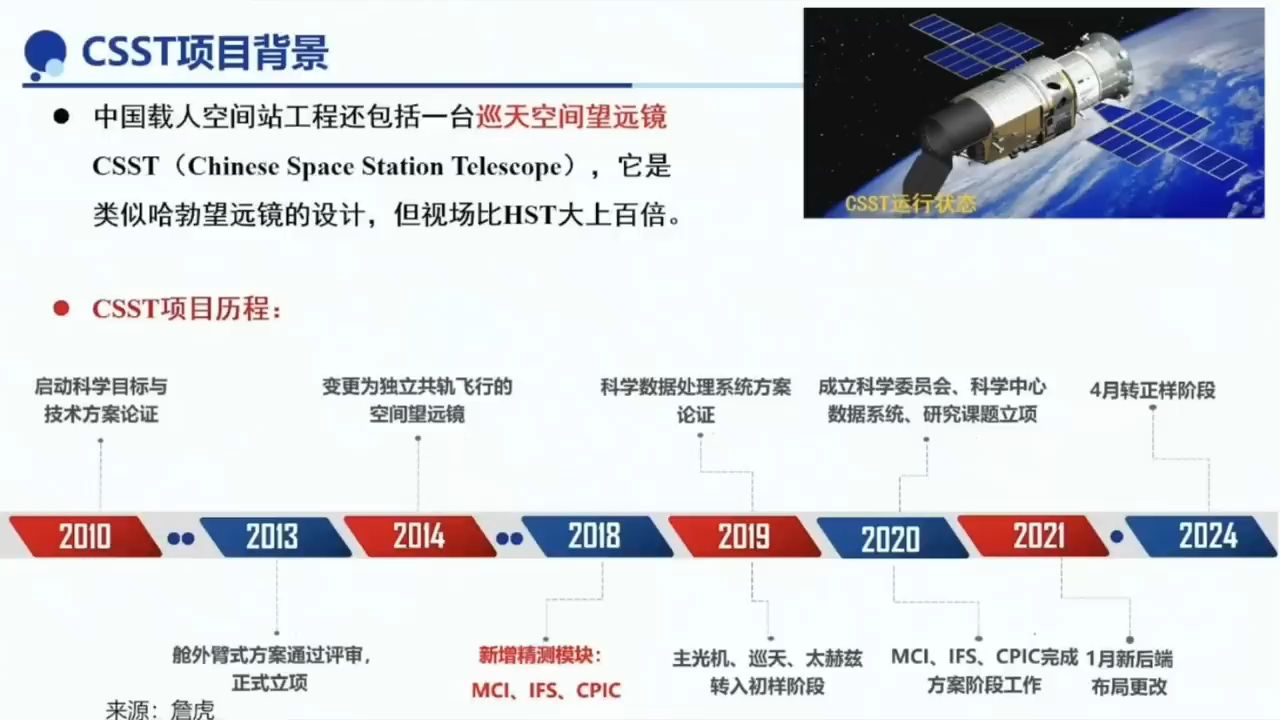 CSST项目背景
中国载人空间站工程还包括一台巡天空间望远镜
CSST（Chinese Space Station Telescope），它是
类似哈勃望远镜的设计，但视场比HST大上百倍。
CSST运行状态
CSST项目历程：
启动科学目标与
技术方案论证
变更为独立共轨飞行的
空间望远镜
科学数据处理系统方案
论证
成立科学委员会、科学中心
数据系统、研究课题立项
4月转正样阶段
2010
2013
2014
2018
2019
2020
2021
2024
舱外臂式方案通过评审，
正式立项
新增精测模块：
MCI、IFS、CPIC
主光机、巡天、太赫兹
转入初样阶段
MCI、IFS、CPIC完成
方案阶段工作
1月新后端
布局更改
来源：詹虎